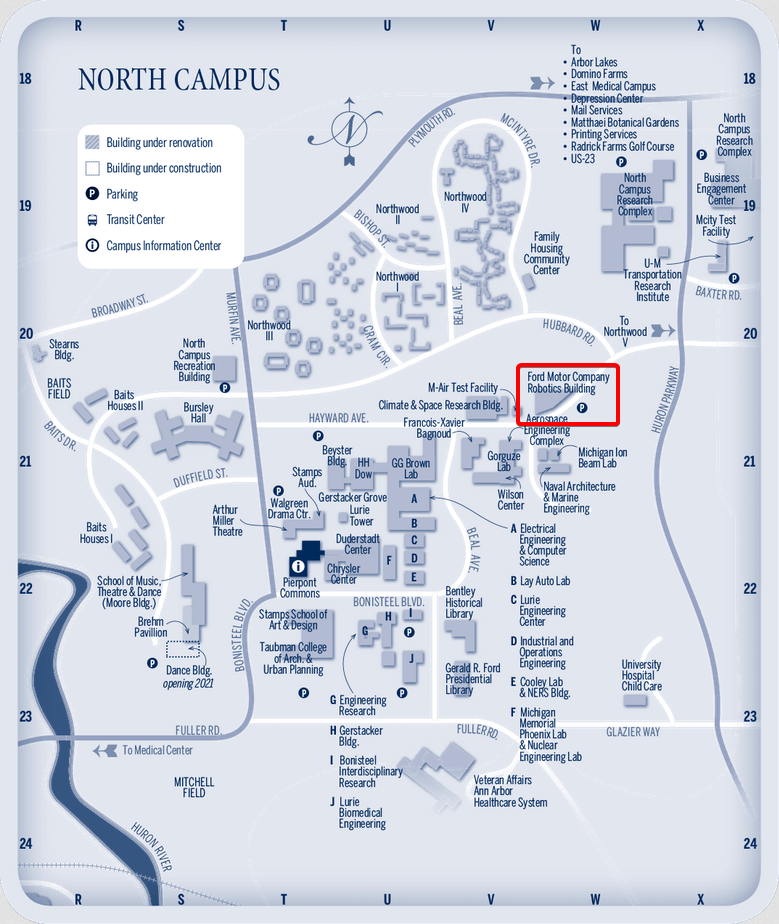 R S T U V W X
18
18
NORTH CAMPUS
Building under renovation
Building under construction
P Parking
Transit Center
i Campus Information Center
N
To
• Arbor Lakes
• Domino Farms
• East Medical Campus
• Depression Center
• Mail Services
• Matthaei Botanical Gardens
• Printing Services
• Radrick Farms Golf Course
• US-23
PLYMOUTH RD.
MCINTYRE DR.
P
P
North
Campus
Research
Complex
North
Campus
Research
Complex
Business
Engagement
Center
Mcity Test
Facility
19
19
Northwood
IV
Northwood
II
BISHOP ST.
Family
Housing
Community
Center
U-M
Transportation
Research
Institute
P
BAXTER RD.
Northwood
I
BEAL AVE.
BROADWAY ST.
MURFIN AVE.
Northwood
III
CRAM CIR.
HUBBARD RD.
To
Northwood
V
20
20
Stearns
Bldg.
North
Campus
Recreation
Building
P
BAITS
FIELD
Baits
Houses II
Bursley
Hall
BAITS DR.
M-Air Test Facility
Climate & Space Research Bldg.
Ford Motor Company
Robotics Building
P
HURON PARKWAY
HAYWARD AVE.
François-Xavier
Bagnoud
Aerospace
Engineering
Complex
P
21
21
Beyster
Bldg.
HH
Dow
GG Brown
Lab
Gorguze
Lab
Michigan Ion
Beam Lab
DUFFIELD ST.
Stamps
Aud.
P
Gerstacker Grove
A
Wilson
Center
Naval Architecture
& Marine
Engineering
Walgreen
Drama Ctr.
Lurie
Tower
Arthur
Miller
Theatre
B
Baits
Houses I
Duderstadt
Center
C
D
E
F
BEAL AVE.
i
Chrysler
Center
Pierpont
Commons
A Electrical
Engineering
& Computer
Science
B Lay Auto Lab
C Lurie
Engineering
Center
D Industrial and
Operations
Engineering
E Cooley Lab
& NERS Bldg.
F Michigan
Memorial
Phoenix Lab
& Nuclear
Engineering Lab
22
22
School of Music,
Theatre & Dance
(Moore Bldg.)
Brehm
Pavilion
P
Dance Bldg.
opening 2021
BONISTEEL BLVD.
BONISTEEL BLVD.
Stamps School of
Art & Design
Taubman College
of Arch. &
Urban Planning
H
I
G
P
J
P
P
Bentley
Historical
Library
Gerald R. Ford
Presidential
Library
University
Hospital
Child Care
G Engineering
Research
H Gerstacker
Bldg.
I Bonisteel
Interdisciplinary
Research
J Lurie
Biomedical
Engineering
23
23
FULLER RD.
FULLER RD.
GLAZIER WAY
To Medical Center
MITCHELL
FIELD
Veteran Affairs
Ann Arbor
Healthcare System
HURON RIVER
24
24
R S T U V W X